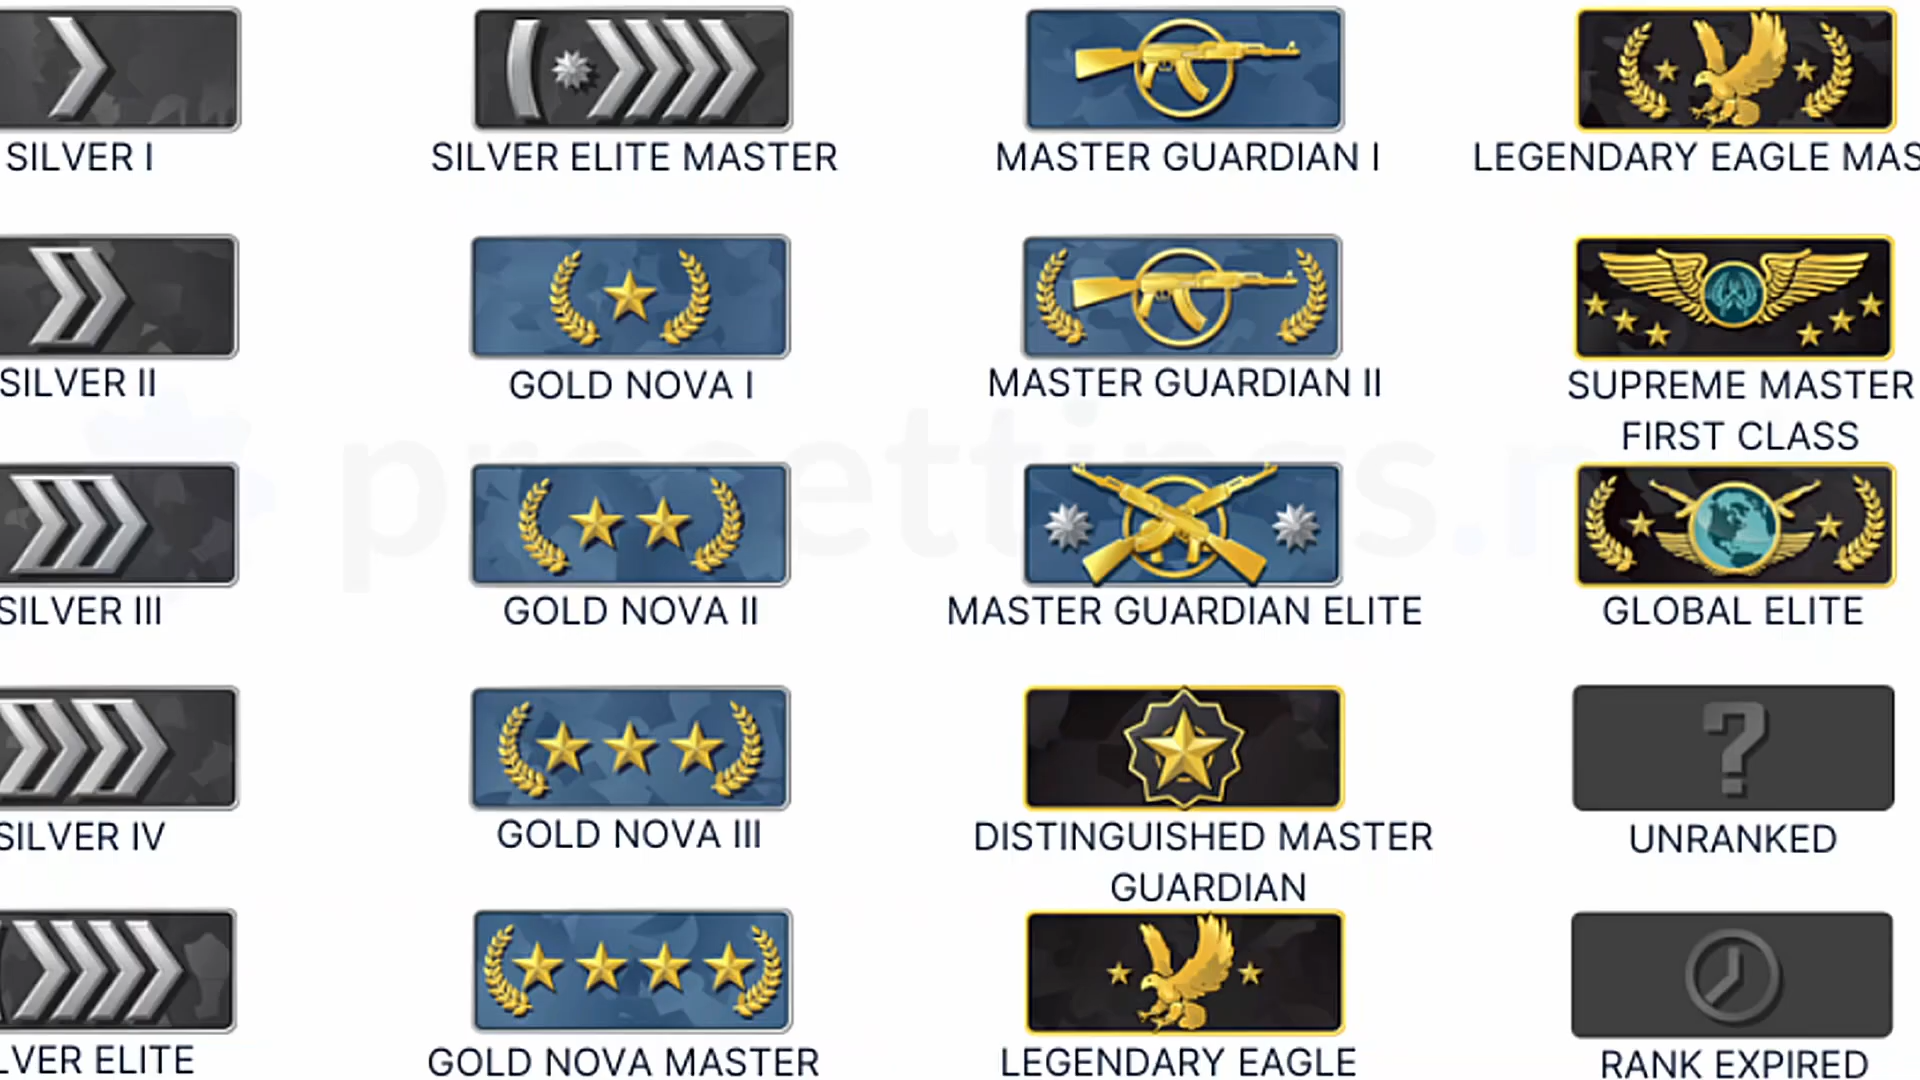 SILVER I
SILVER ELITE MASTER
MASTER GUARDIAN I
LEGENDARY EAGLE MAS
SILVER II
GOLD NOVA I
MASTER GUARDIAN II
SUPREME MASTER
FIRST CLASS
prosettings.n
SILVER III
GOLD NOVA II
MASTER GUARDIAN ELITE
GLOBAL ELITE
SILVER IV
GOLD NOVA III
DISTINGUISHED MASTER
GUARDIAN
?
UNRANKED
LVER ELITE
GOLD NOVA MASTER
LEGENDARY EAGLE
RANK EXPIRED